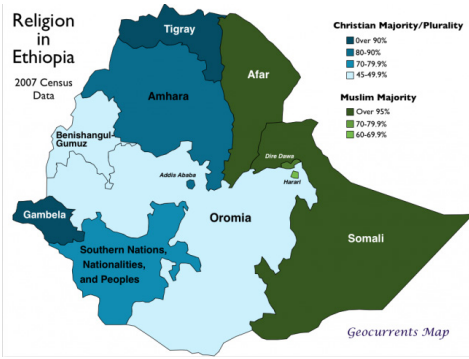 Religion
in
Ethiopia
2007 Census
Data
Christian Majority/Plurality
Over 90%
80-90%
70-79.9%
45-49.9%
Muslim Majority
Over 95%
70-79.9%
60-69.9%
Tigray
Afar
Amhara
Benishangul-
Gumuz
Dire Dawa
Addis Ababa
Harari
Gambela
Oromia
Somali
Southern Nations,
Nationalities,
and Peoples
Geocurrents Map